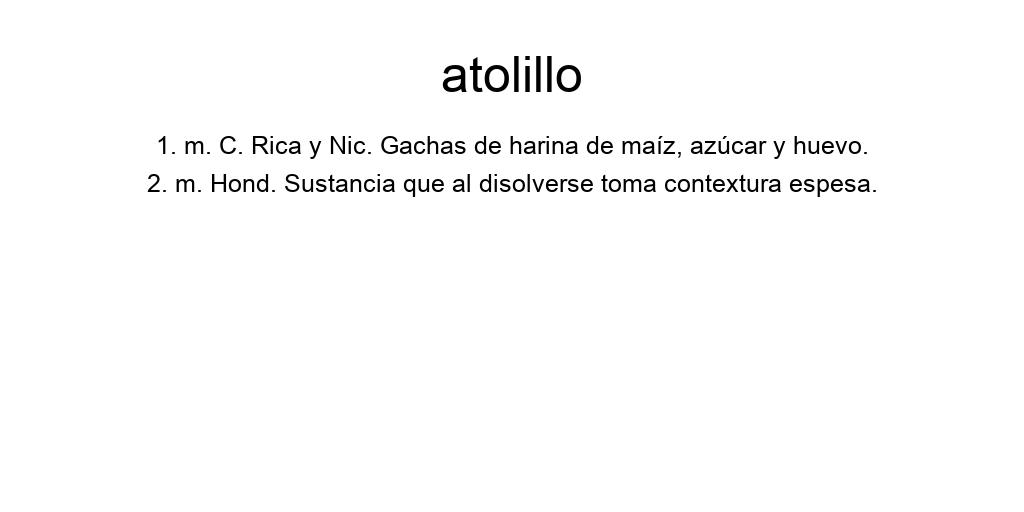 atolillo
1. m. C. Rica y Nic. Gachas de harina de maíz, azúcar y huevo.
2. m. Hond. Sustancia que al disolverse toma contextura espesa.